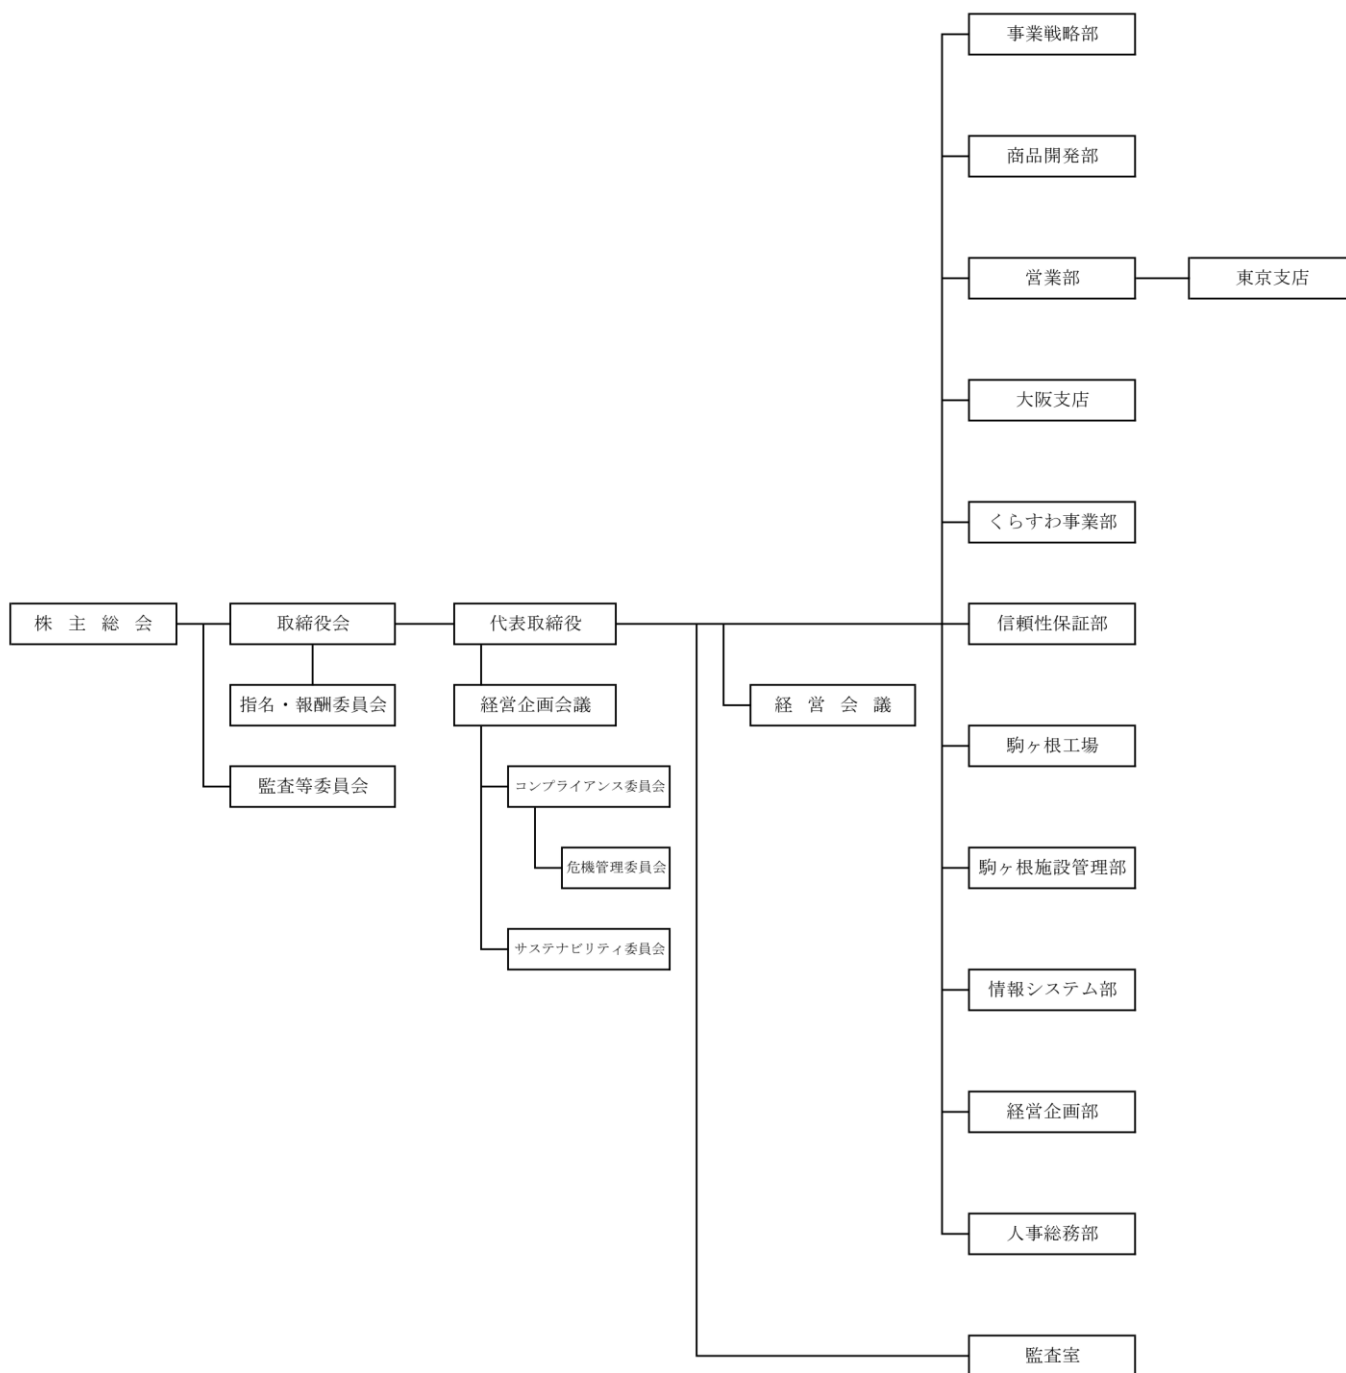 事業戦略部
商品開発部
営業部
東京支店
大阪支店
くらすわ事業部
株主総会
取締役会
代表取締役
信頼性保証部
指名・報酬委員会
経営企画会議
経営会議
駒ヶ根工場
監査等委員会
コンプライアンス委員会
危機管理委員会
駒ヶ根施設管理部
サステナビリティ委員会
情報システム部
経営企画部
人事総務部
監査室